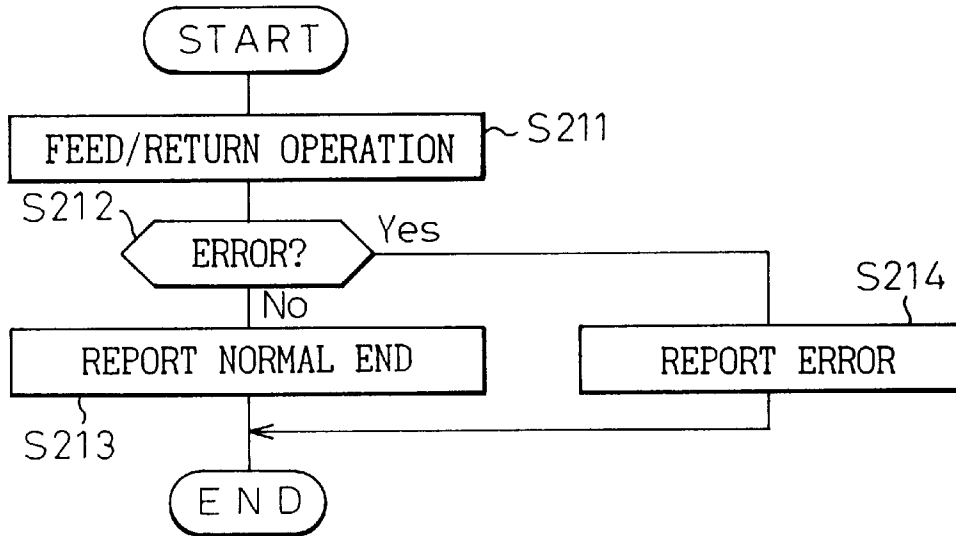 START
FEED/RETURN OPERATION
S211
S212
ERROR?
Yes
No
S214
REPORT NORMAL END
REPORT ERROR
S213
END